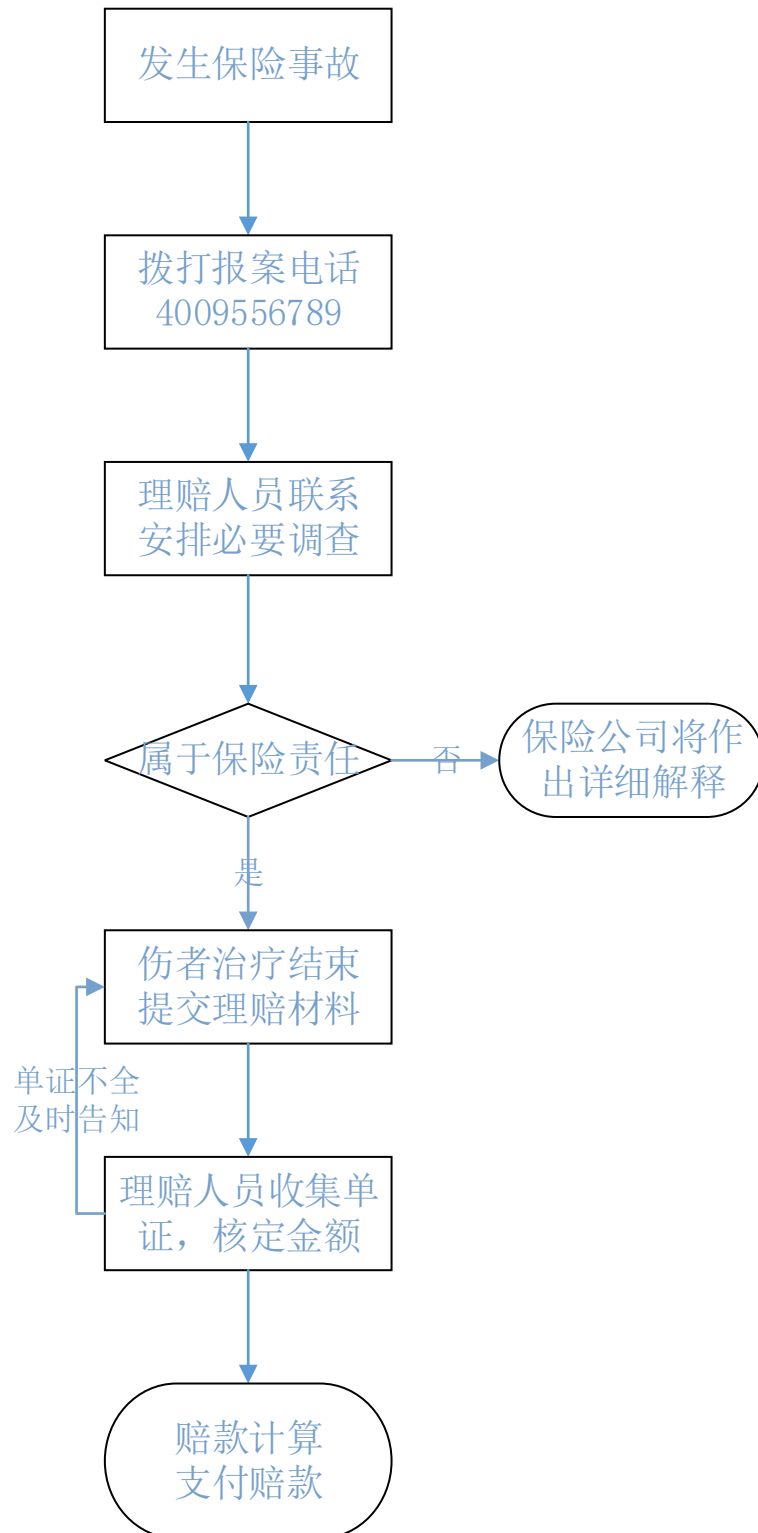 发生保险事故
拨打报案电话
4009556789
理赔人员联系
安排必要调查
属于保险责任
否
保险公司将作
出详细解释
是
伤者治疗结束
提交理赔材料
单证不全
及时告知
理赔人员收集单
证，核定金额
赔款计算
支付赔款